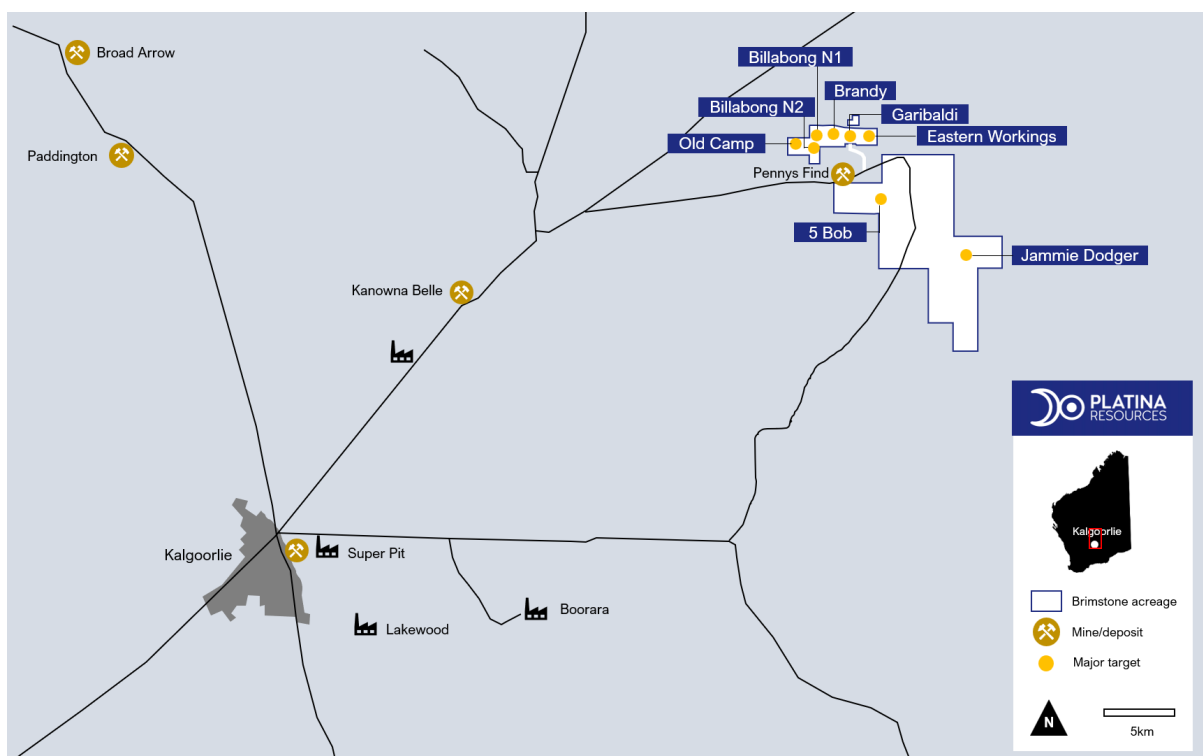 Broad Arrow
Paddington
Billabong N1
Brandy
Billabong N2
Garibaldi
Old Camp
Eastern Workings
Pennys Find
5 Bob
Jammie Dodger
Kanowna Belle
Kalgoorlie
Super Pit
Lakewood
Boorara
PLATINA
RESOURCES
Kalgoorlie
Brimstone acreage
Mine/deposit
Major target
N
5km